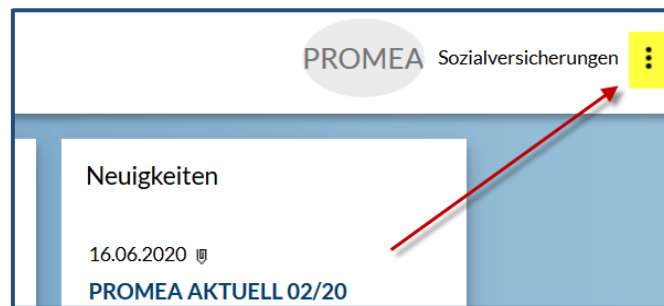 PROMEA Sozialversicherungen
Neuigkeiten
16.06.2020
PROMEA AKTUELL 02/20